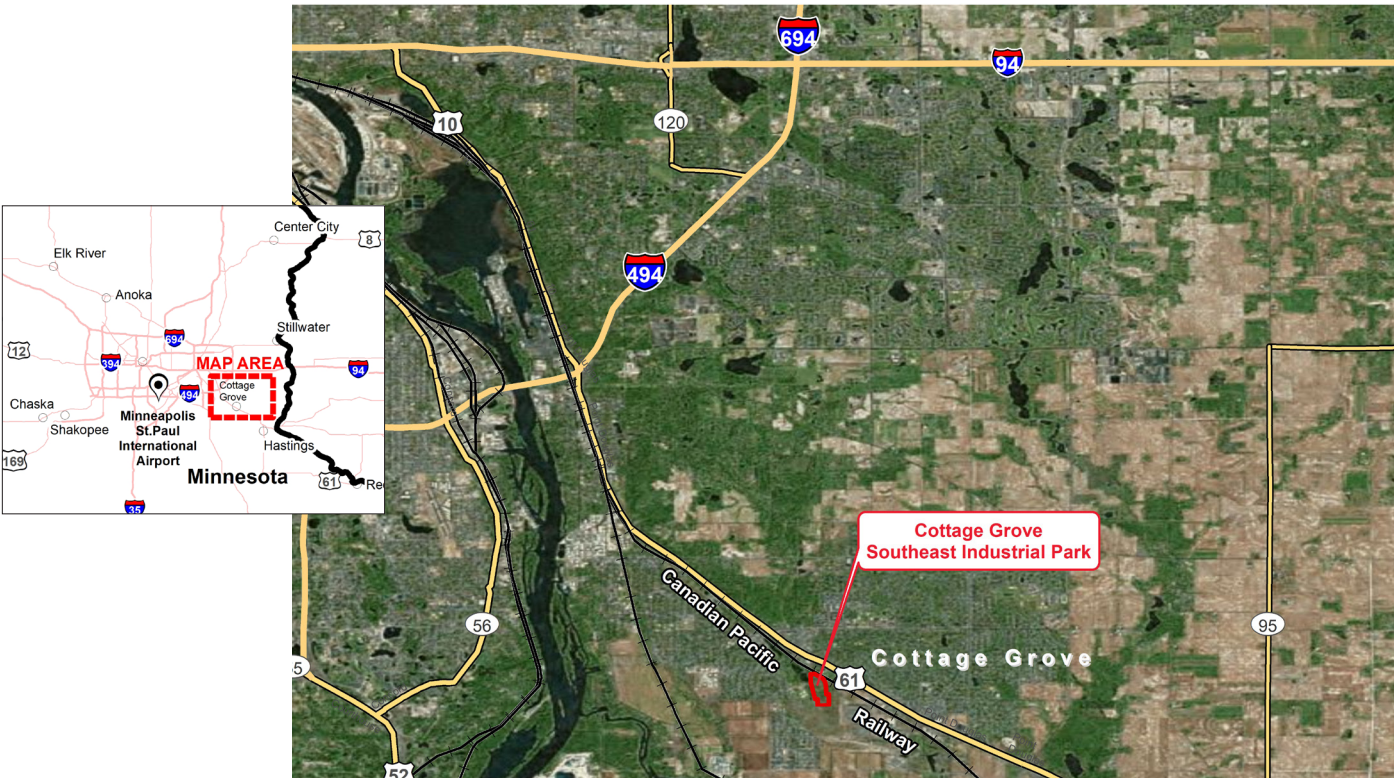 694
94
10
120
494
Cottage Grove
Southeast Industrial Park
Canadian Pacific
Railway
Cottage Grove
61
56
95
52
Center City
8
Elk River
Anoka
Stillwater
694
12
394
MAP AREA
94
494
Cottage
Grove
Chaska
Shakopee
Minneapolis
St.Paul
International
Airport
Hastings
169
Minnesota
61
35